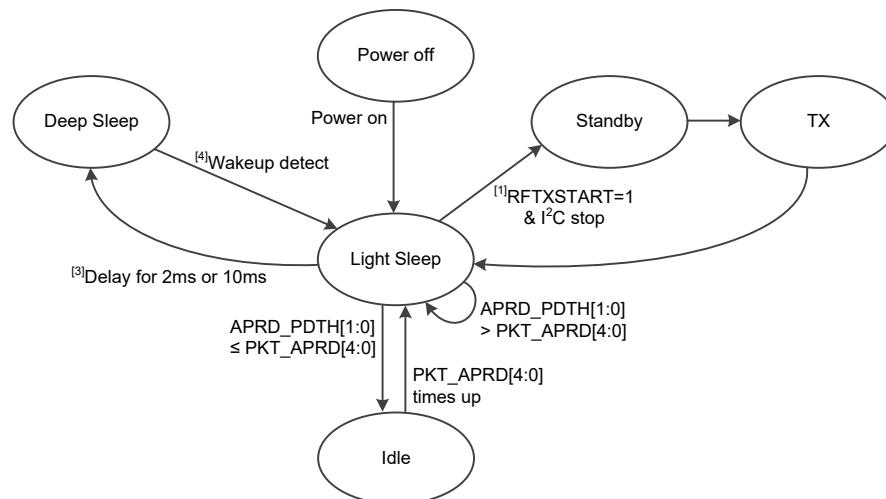 Power off
Deep Sleep
Power on
Standby
TX
[4]Wakeup detect
[1]RFTXSTART=1
& I²C stop
Light Sleep
[3]Delay for 2ms or 10ms
APRD_PDTH[1:0]
> PKT_APRD[4:0]
APRD_PDTH[1:0]
≤ PKT_APRD[4:0]
PKT_APRD[4:0]
times up
Idle